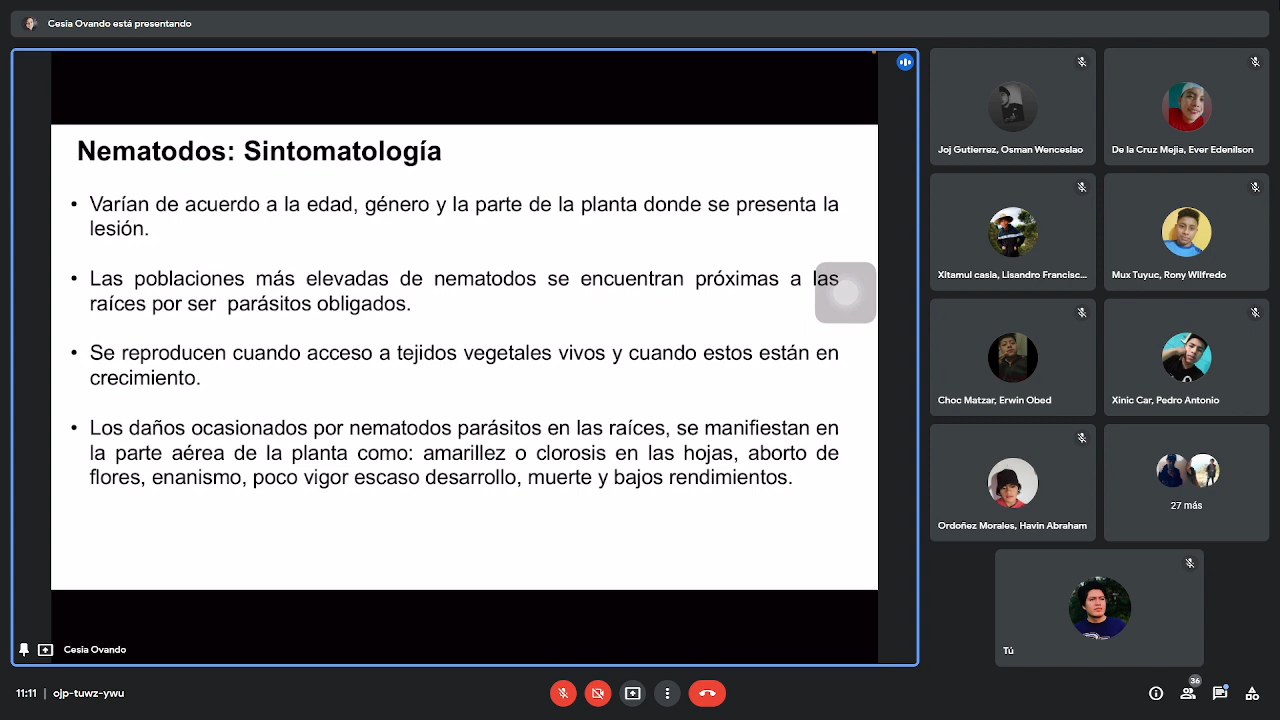 Cesia Ovando está presentando
Nematodos: Sintomatología
• Varían de acuerdo a la edad, género y la parte de la planta donde se presenta la
lesión.
• Las poblaciones más elevadas de nematodos se encuentran próximas a las
raíces por ser parásitos obligados.
• Se reproducen cuando acceso a tejidos vegetales vivos y cuando estos están en
crecimiento.
• Los daños ocasionados por nematodos parásitos en las raíces, se manifiestan en
la parte aérea de la planta como: amarillez o clorosis en las hojas, aborto de
flores, enanismo, poco vigor escaso desarrollo, muerte y bajos rendimientos.
Cesia Ovando
Joj Gutierrez, Osman Wenceslao
De la Cruz Mejia, Ever Edenilson
Xitamul casia, Lisandro Francisc...
Mux Tuyuc, Rony Wilfredo
Choc Matzar, Erwin Obed
Xinic Car, Pedro Antonio
Ordoñez Morales, Havin Abraham
27 más
Tú
11:11 | ojp-tuwz-ywu
36